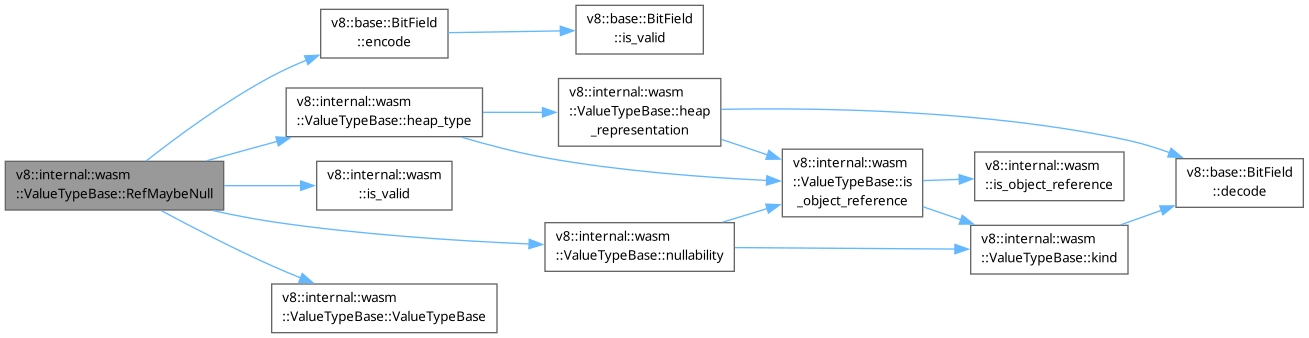 v8::internal::wasm
::ValueTypeBase::RefMaybeNull
v8::base::BitField
::encode
v8::base::BitField
::is_valid
v8::internal::wasm
::ValueTypeBase::heap_type
v8::internal::wasm
::ValueTypeBase::heap
_representation
v8::internal::wasm
::is_valid
v8::internal::wasm
::ValueTypeBase::is
_object_reference
v8::internal::wasm
::is_object_reference
v8::base::BitField
::decode
v8::internal::wasm
::ValueTypeBase::nullability
v8::internal::wasm
::ValueTypeBase::kind
v8::internal::wasm
::ValueTypeBase::ValueTypeBase